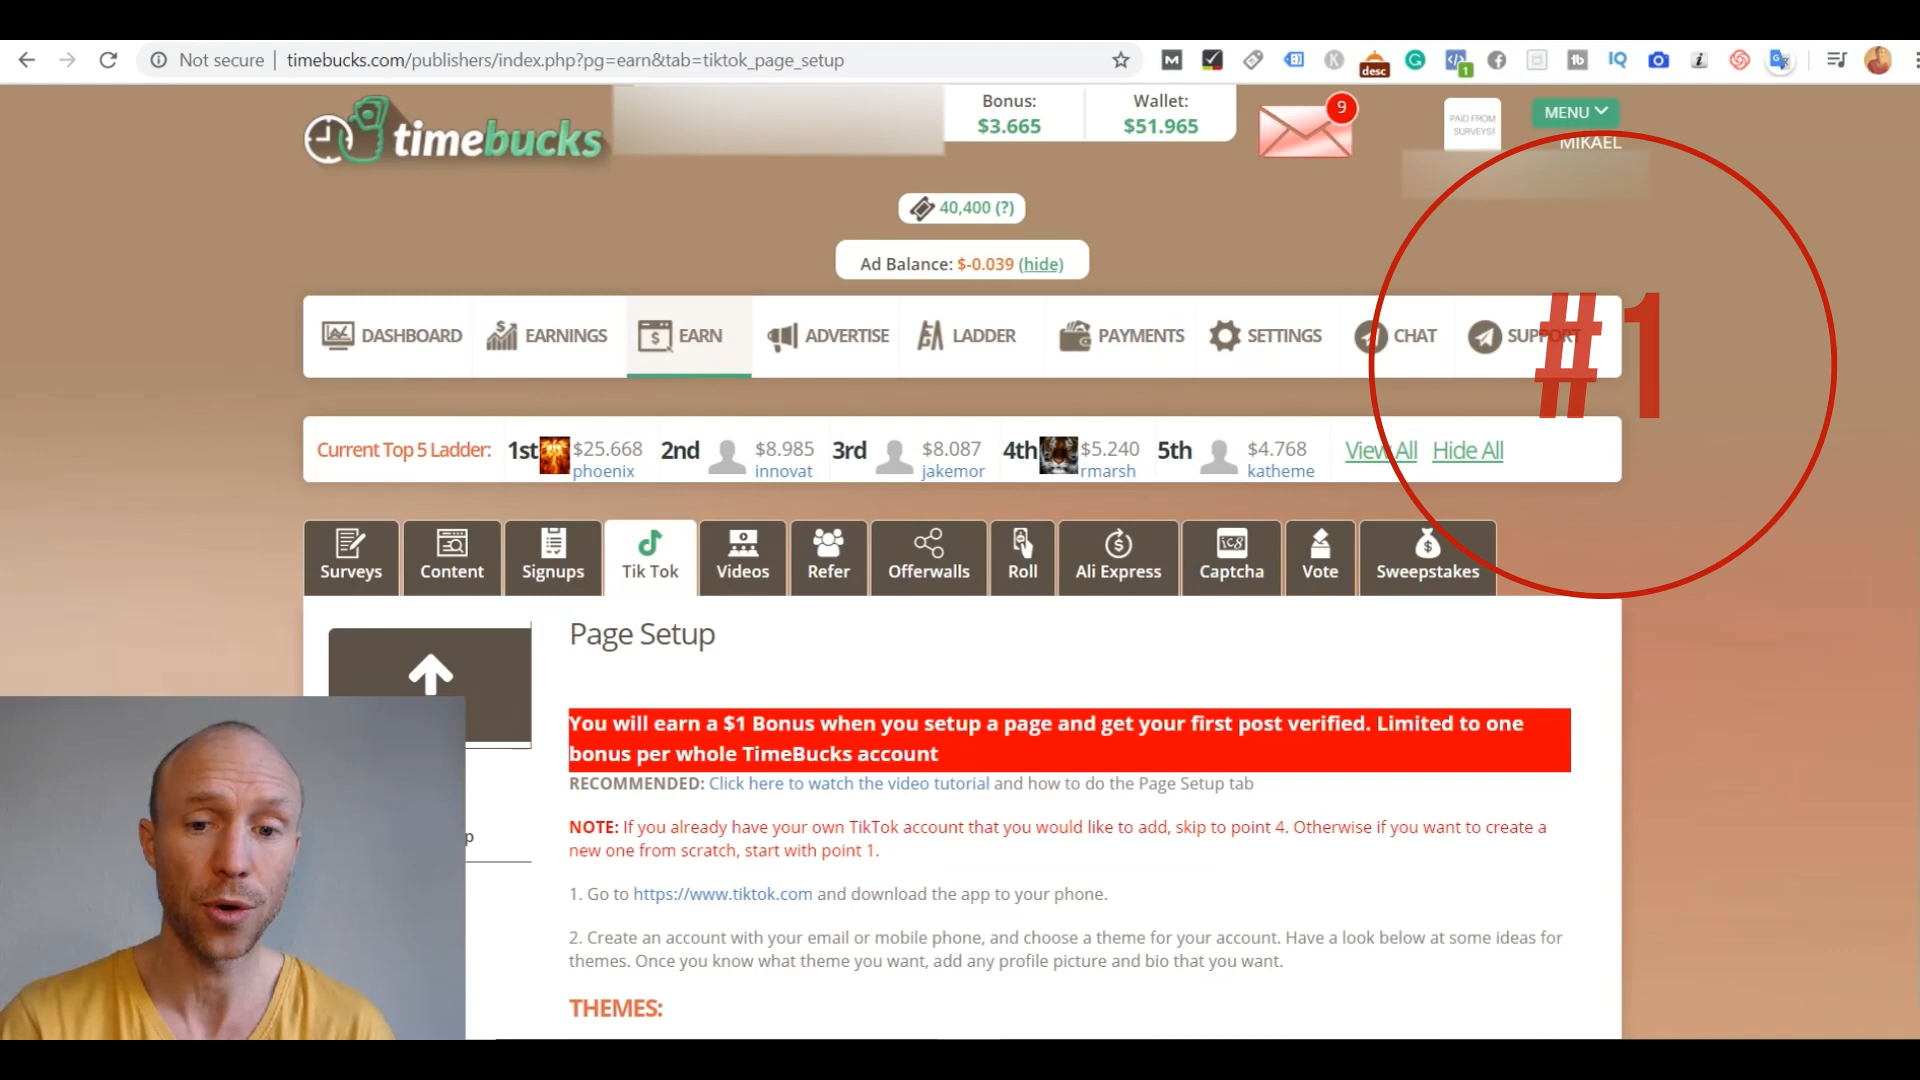 Not secure | timebucks.com/publishers/index.php?pg=earn&tab=tiktok_page_setup
desc
1
IQ
timebucks
Bonus:
$3.665
Wallet:
$51.965
9
PAID FROM
SURVEYS!!
MENU
MIKAEL
40,400 (?)
Ad Balance: $-0.039 (hide)
DASHBOARD EARNINGS EARN ADVERTISE LADDER PAYMENTS SETTINGS CHAT SUPPORT
#1
Current Top 5 Ladder: 1st $25.668 2nd $8.985 3rd $8.087 4th $5.240 5th $4.768 View All Hide All
phoenix innovat jakemor rmarsh katheme
Surveys Content Signups Tik Tok Videos Refer Offerwalls Roll Ali Express Captcha Vote Sweepstakes
Page Setup
You will earn a $1 Bonus when you setup a page and get your first post verified. Limited to one
bonus per whole TimeBucks account
RECOMMENDED: Click here to watch the video tutorial and how to do the Page Setup tab
NOTE: If you already have your own TikTok account that you would like to add, skip to point 4. Otherwise if you want to create a
new one from scratch, start with point 1.
p
1. Go to https://www.tiktok.com and download the app to your phone.
2. Create an account with your email or mobile phone, and choose a theme for your account. Have a look below at some ideas for
themes. Once you know what theme you want, add any profile picture and bio that you want.
THEMES: